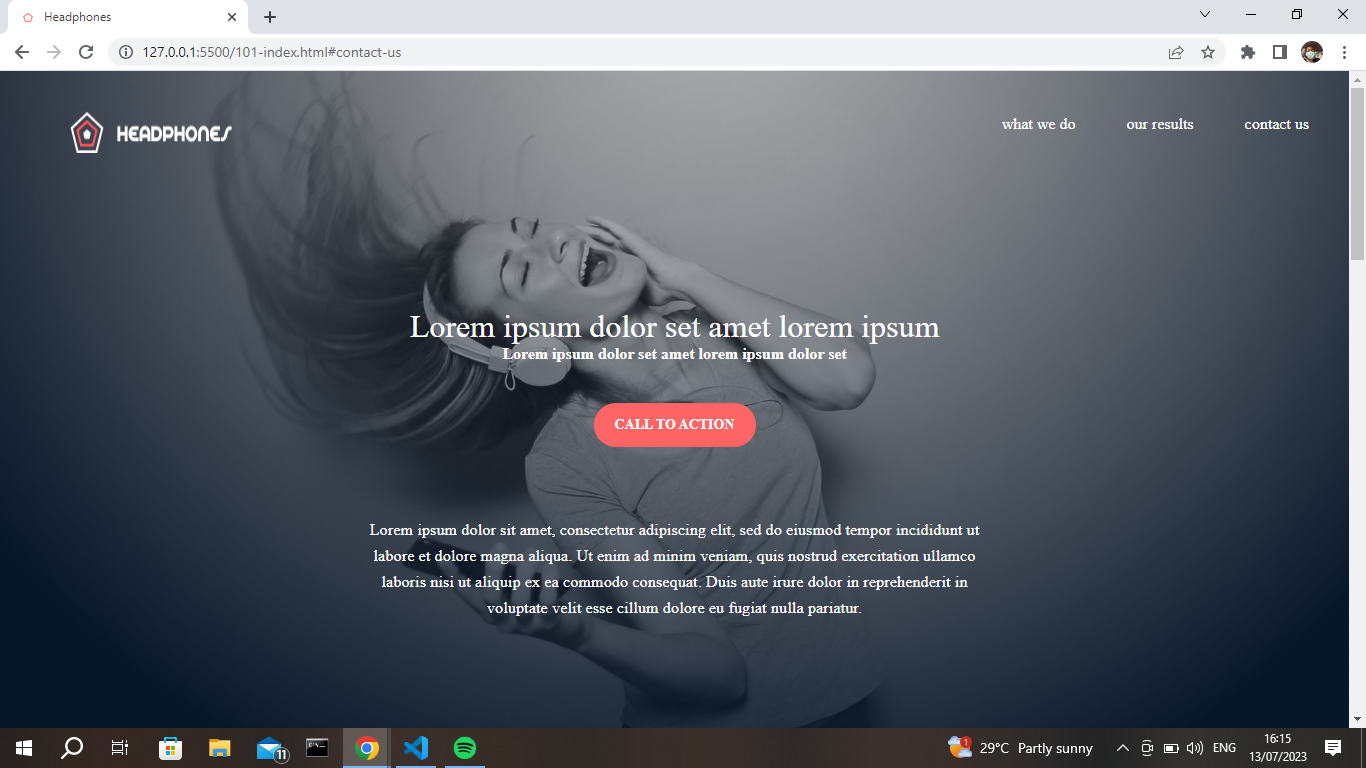 Headphones
127.0.0.1:5500/101-index.html#contact-us
HEADPHONES
what we do
our results
contact us
Lorem ipsum dolor set amet lorem ipsum
Lorem ipsum dolor set amet lorem ipsum dolor set
CALL TO ACTION
Lorem ipsum dolor sit amet, consectetur adipiscing elit, sed do eiusmod tempor incididunt ut
labore et dolore magna aliqua. Ut enim ad minim veniam, quis nostrud exercitation ullamco
laboris nisi ut aliquip ex ea commodo consequat. Duis aute irure dolor in reprehenderit in
voluptate velit esse cillum dolore eu fugiat nulla pariatur.
11
1
29°C Partly sunny
ENG
16:15
13/07/2023